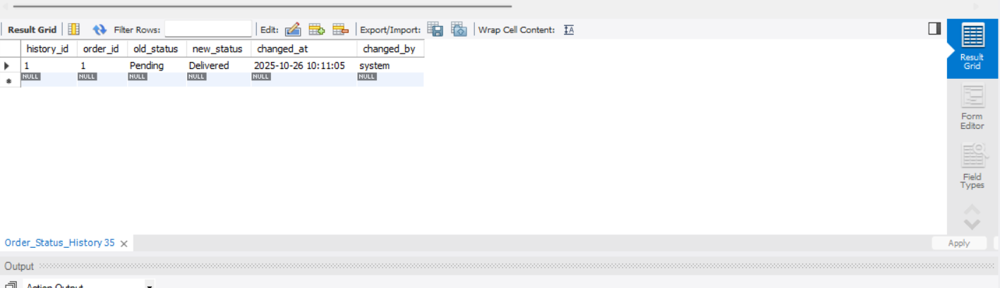 Result Grid Filter Rows: Edit: Export/Import: Wrap Cell Content:
history_id order_id old_status new_status changed_at changed_by
1 1 Pending Delivered 2025-10-26 10:11:05 system
NULL NULL NULL NULL NULL NULL
Result
Grid
Form
Editor
Field
Types
Order_Status_History 35
Apply
Output
Action Output